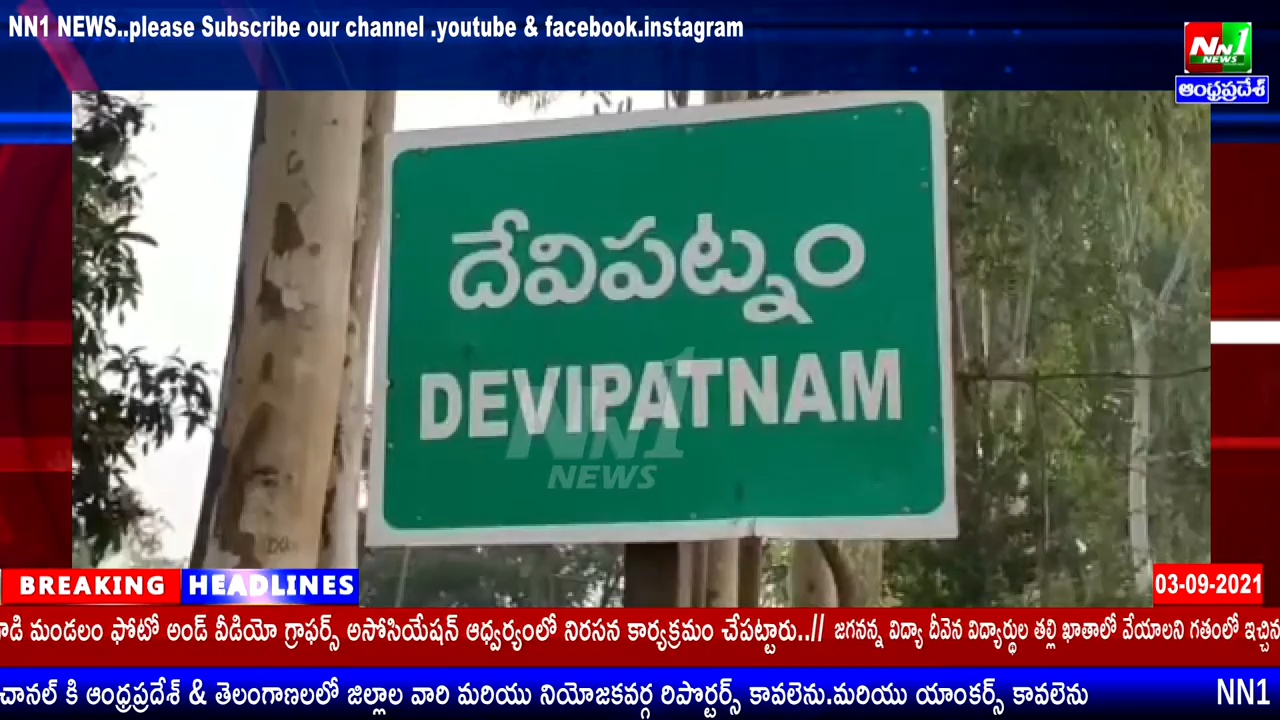 NN1 NEWS..please Subscribe our channel .youtube & facebook.instagram
NN1
NEWS
ఆంధ్రప్రదేశ్
దేవిపట్నం
DEVIPATNAM
NN1
NEWS
BREAKING HEADLINES
03-09-2021
మండలం ఫోటో అండ్ వీడియో గ్రాఫర్స్ అసోసియేషన్ ఆధ్వర్యంలో నిరసన కార్యక్రమం చేపట్టారు..// జగనన్న విద్యా దీవెన విద్యార్థుల తల్లి ఖాతాలో వేయాలని గతంలో
చానల్ కి ఆంధ్రప్రదేశ్ & తెలంగాణలలో జిల్లాల వారి మరియు నియోజకవర్గ రిపొర్టర్స్ కావలెను.మరియు యాంకర్స్ కావలెను NN1